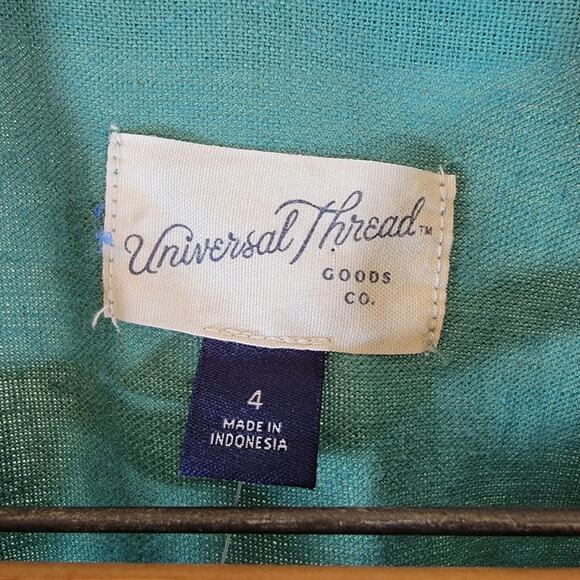 Universal Thread™
GOODS
CO.
4
MADE IN
INDONESIA